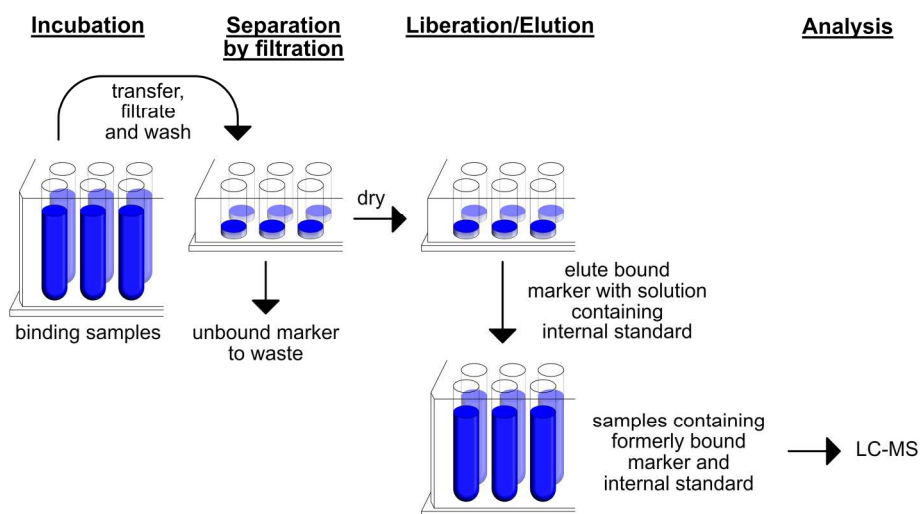 Incubation
Separation
by filtration
Liberation/Elution
Analysis
transfer,
filtrate
and wash
dry
binding samples
unbound marker
to waste
elute bound
marker with solution
containing
internal standard
samples containing
formerly bound
marker and
internal standard
LC-MS